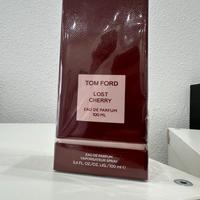 TOM FORD
LOST
CHERRY
EAU DE PARFUM
100 ML
EAU DE PARFUM
VAPORISATEUR SPRAY
3.4 FL.OZ./OZ. LIQ./100 ml ℮